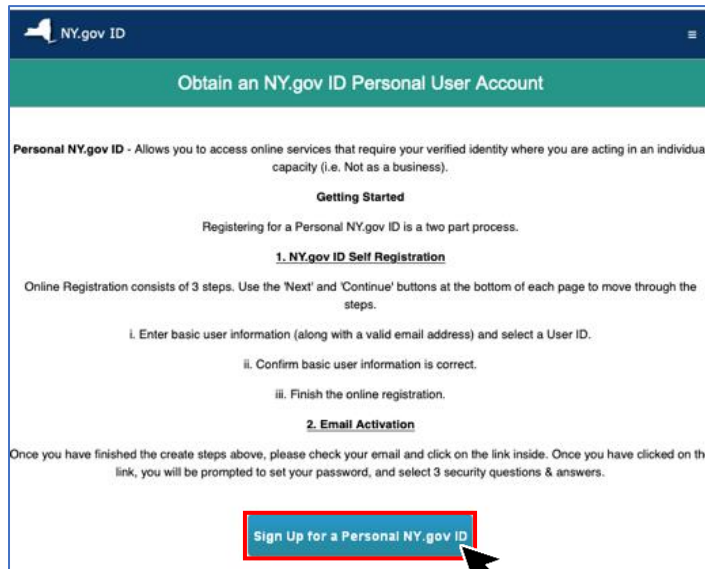 NY.gov ID
Obtain an NY.gov ID Personal User Account
Personal NY.gov ID - Allows you to access online services that require your verified identity where you are acting in an individua
capacity (i.e. Not as a business).
Getting Started
Registering for a Personal NY.gov ID is a two part process.
1. NY.gov ID Self Registration
Online Registration consists of 3 steps. Use the 'Next' and 'Continue' buttons at the bottom of each page to move through the
steps.
i. Enter basic user information (along with a valid email address) and select a User ID.
ii. Confirm basic user information is correct.
iii. Finish the online registration.
2. Email Activation
Once you have finished the create steps above, please check your email and click on the link inside. Once you have clicked on th
link, you will be prompted to set your password, and select 3 security questions & answers.
Sign Up for a Personal NY.gov ID